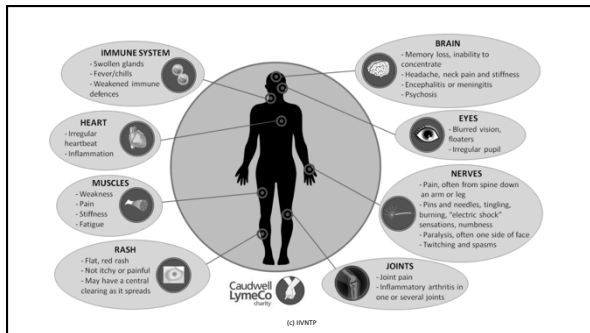 IMMUNE SYSTEM
- Swollen glands
- Fever/chills
- Weakened immune
defences
HEART
- Irregular
heartbeat
- Inflammation
MUSCLES
- Weakness
- Pain
- Stiffness
- Fatigue
RASH
- Flat, red rash
- Not itchy or painful
- May have a central
clearing as it spreads
BRAIN
- Memory loss, inability to
concentrate
- Headache, neck pain and stiffness
- Encephalitis or meningitis
- Psychosis
EYES
- Blurred vision,
floaters
- Irregular pupil
NERVES
- Pain, often from spine down
an arm or leg
- Pins and needles, tingling,
burning, "electric shock"
sensations, numbness
- Paralysis, often one side of face
- Twitching and spasms
JOINTS
- Joint pain
- Inflammatory arthritis in
one or several joints
Caudwell
LymeCo
charity
(c) IIVNTP